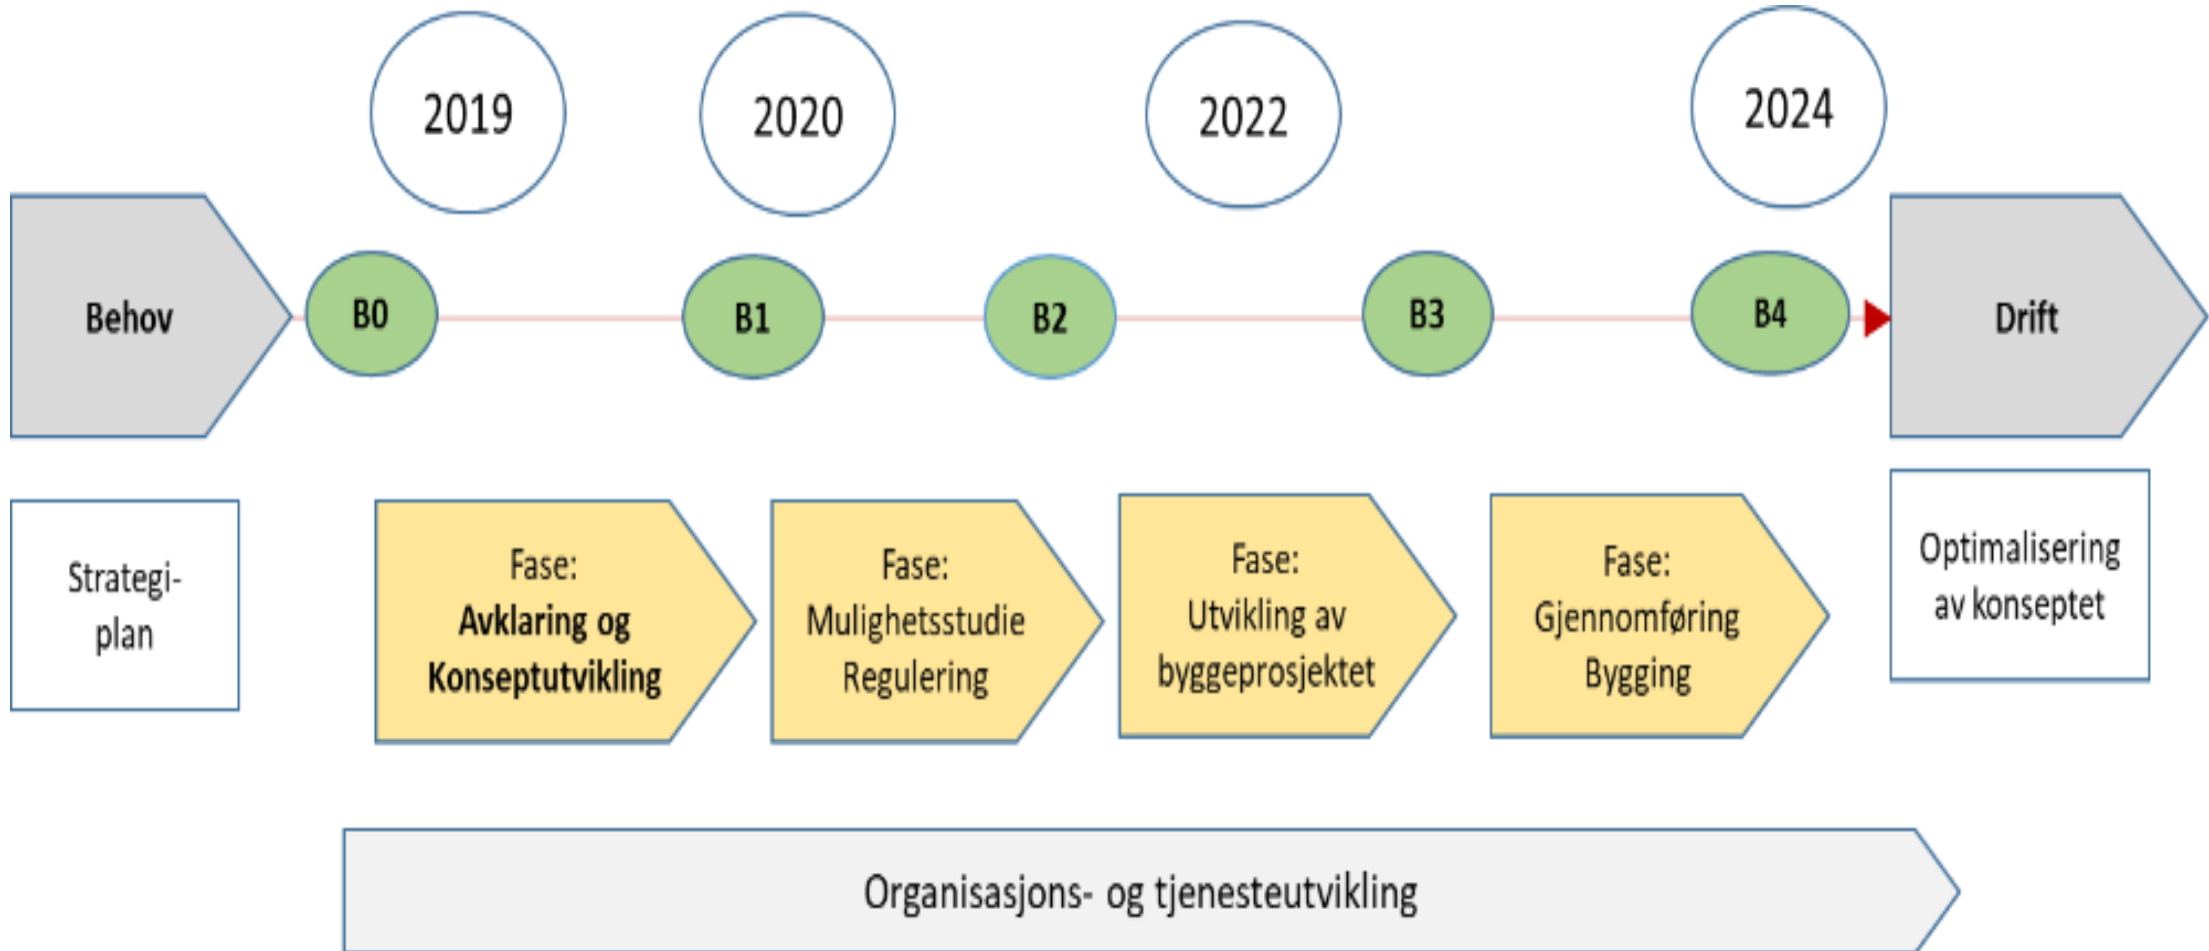 2019
2020
2022
2024
Behov
B0
B1
B2
B3
B4
Drift
Strategi-
plan
Fase:
Avklaring og
Konseptutvikling
Fase:
Mulighetsstudie
Regulering
Fase:
Utvikling av
byggeprosjektet
Fase:
Gjennomføring
Bygging
Optimalisering
av konseptet
Organisasjons- og tjenesteutvikling